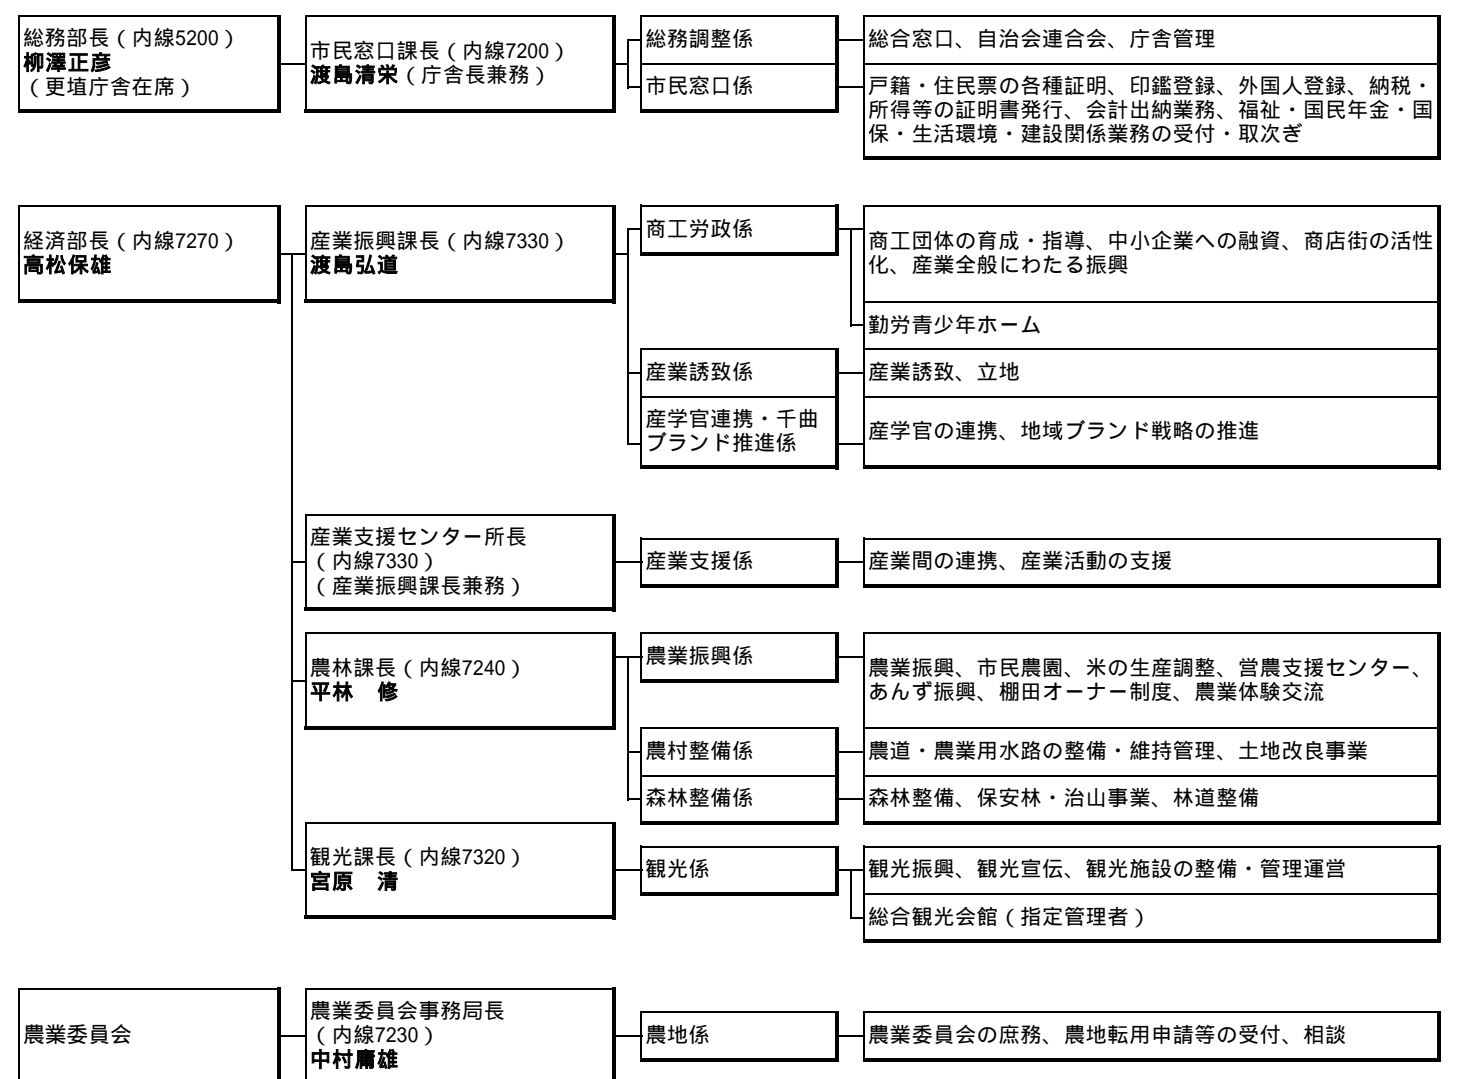 総務部長(内線5200)
柳澤正彦
(更埴庁舎在席)
市民窓口課長(内線7200)
渡島清栄(庁舎長兼務)
総務調整係
総合窓口、自治会連合会、庁舎管理
市民窓口係
戸籍・住民票の各種証明、印鑑登録、外国人登録、納税・
所得等の証明書発行、会計出納業務、福祉・国民年金・国
保・生活環境・建設関係業務の受付・取次ぎ
経済部長(内線7270)
高松保雄
産業振興課長(内線7330)
渡島弘道
商工労政係
商工団体の育成・指導、中小企業への融資、商店街の活性
化、産業全般にわたる振興
勤労青少年ホーム
産業誘致係
産業誘致、立地
産学官連携・千曲
ブランド推進係
産学官の連携、地域ブランド戦略の推進
産業支援センター所長
(内線7330)
(産業振興課長兼務)
産業支援係
産業間の連携、産業活動の支援
農林課長(内線7240)
平林 修
農業振興係
農業振興、市民農園、米の生産調整、営農支援センター、
あんず振興、棚田オーナー制度、農業体験交流
農村整備係
農道・農業用水路の整備・維持管理、土地改良事業
森林整備係
森林整備、保安林・治山事業、林道整備
観光課長(内線7320)
宮原 清
観光係
観光振興、観光宣伝、観光施設の整備・管理運営
総合観光会館(指定管理者)
農業委員会
農業委員会事務局長
(内線7230)
中村庸雄
農地係
農業委員会の庶務、農地転用申請等の受付、相談